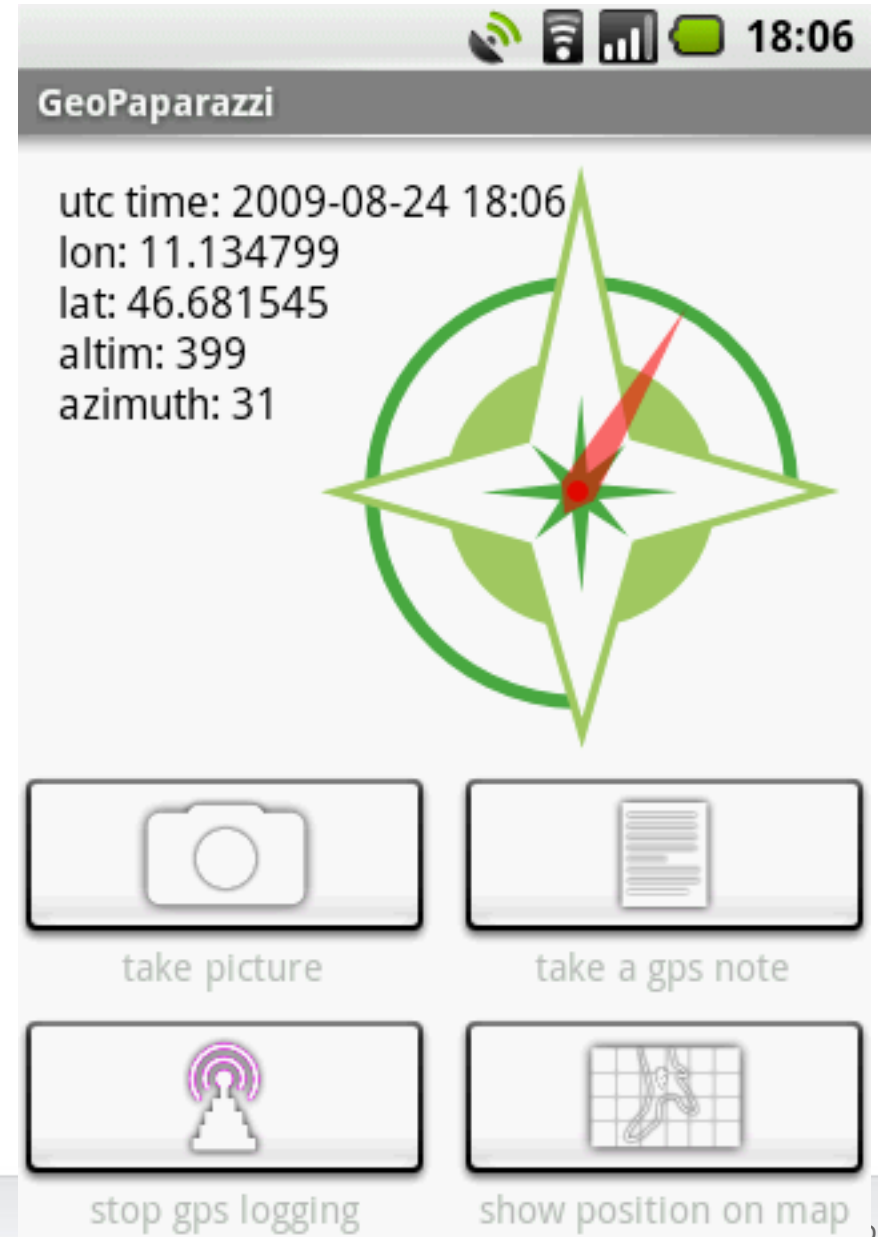 18:06
GeoPaparazzi
utc time: 2009-08-24 18:06
lon: 11.134799
lat: 46.681545
altim: 399
azimuth: 31
take picture
take a gps note
stop gps logging
show position on map